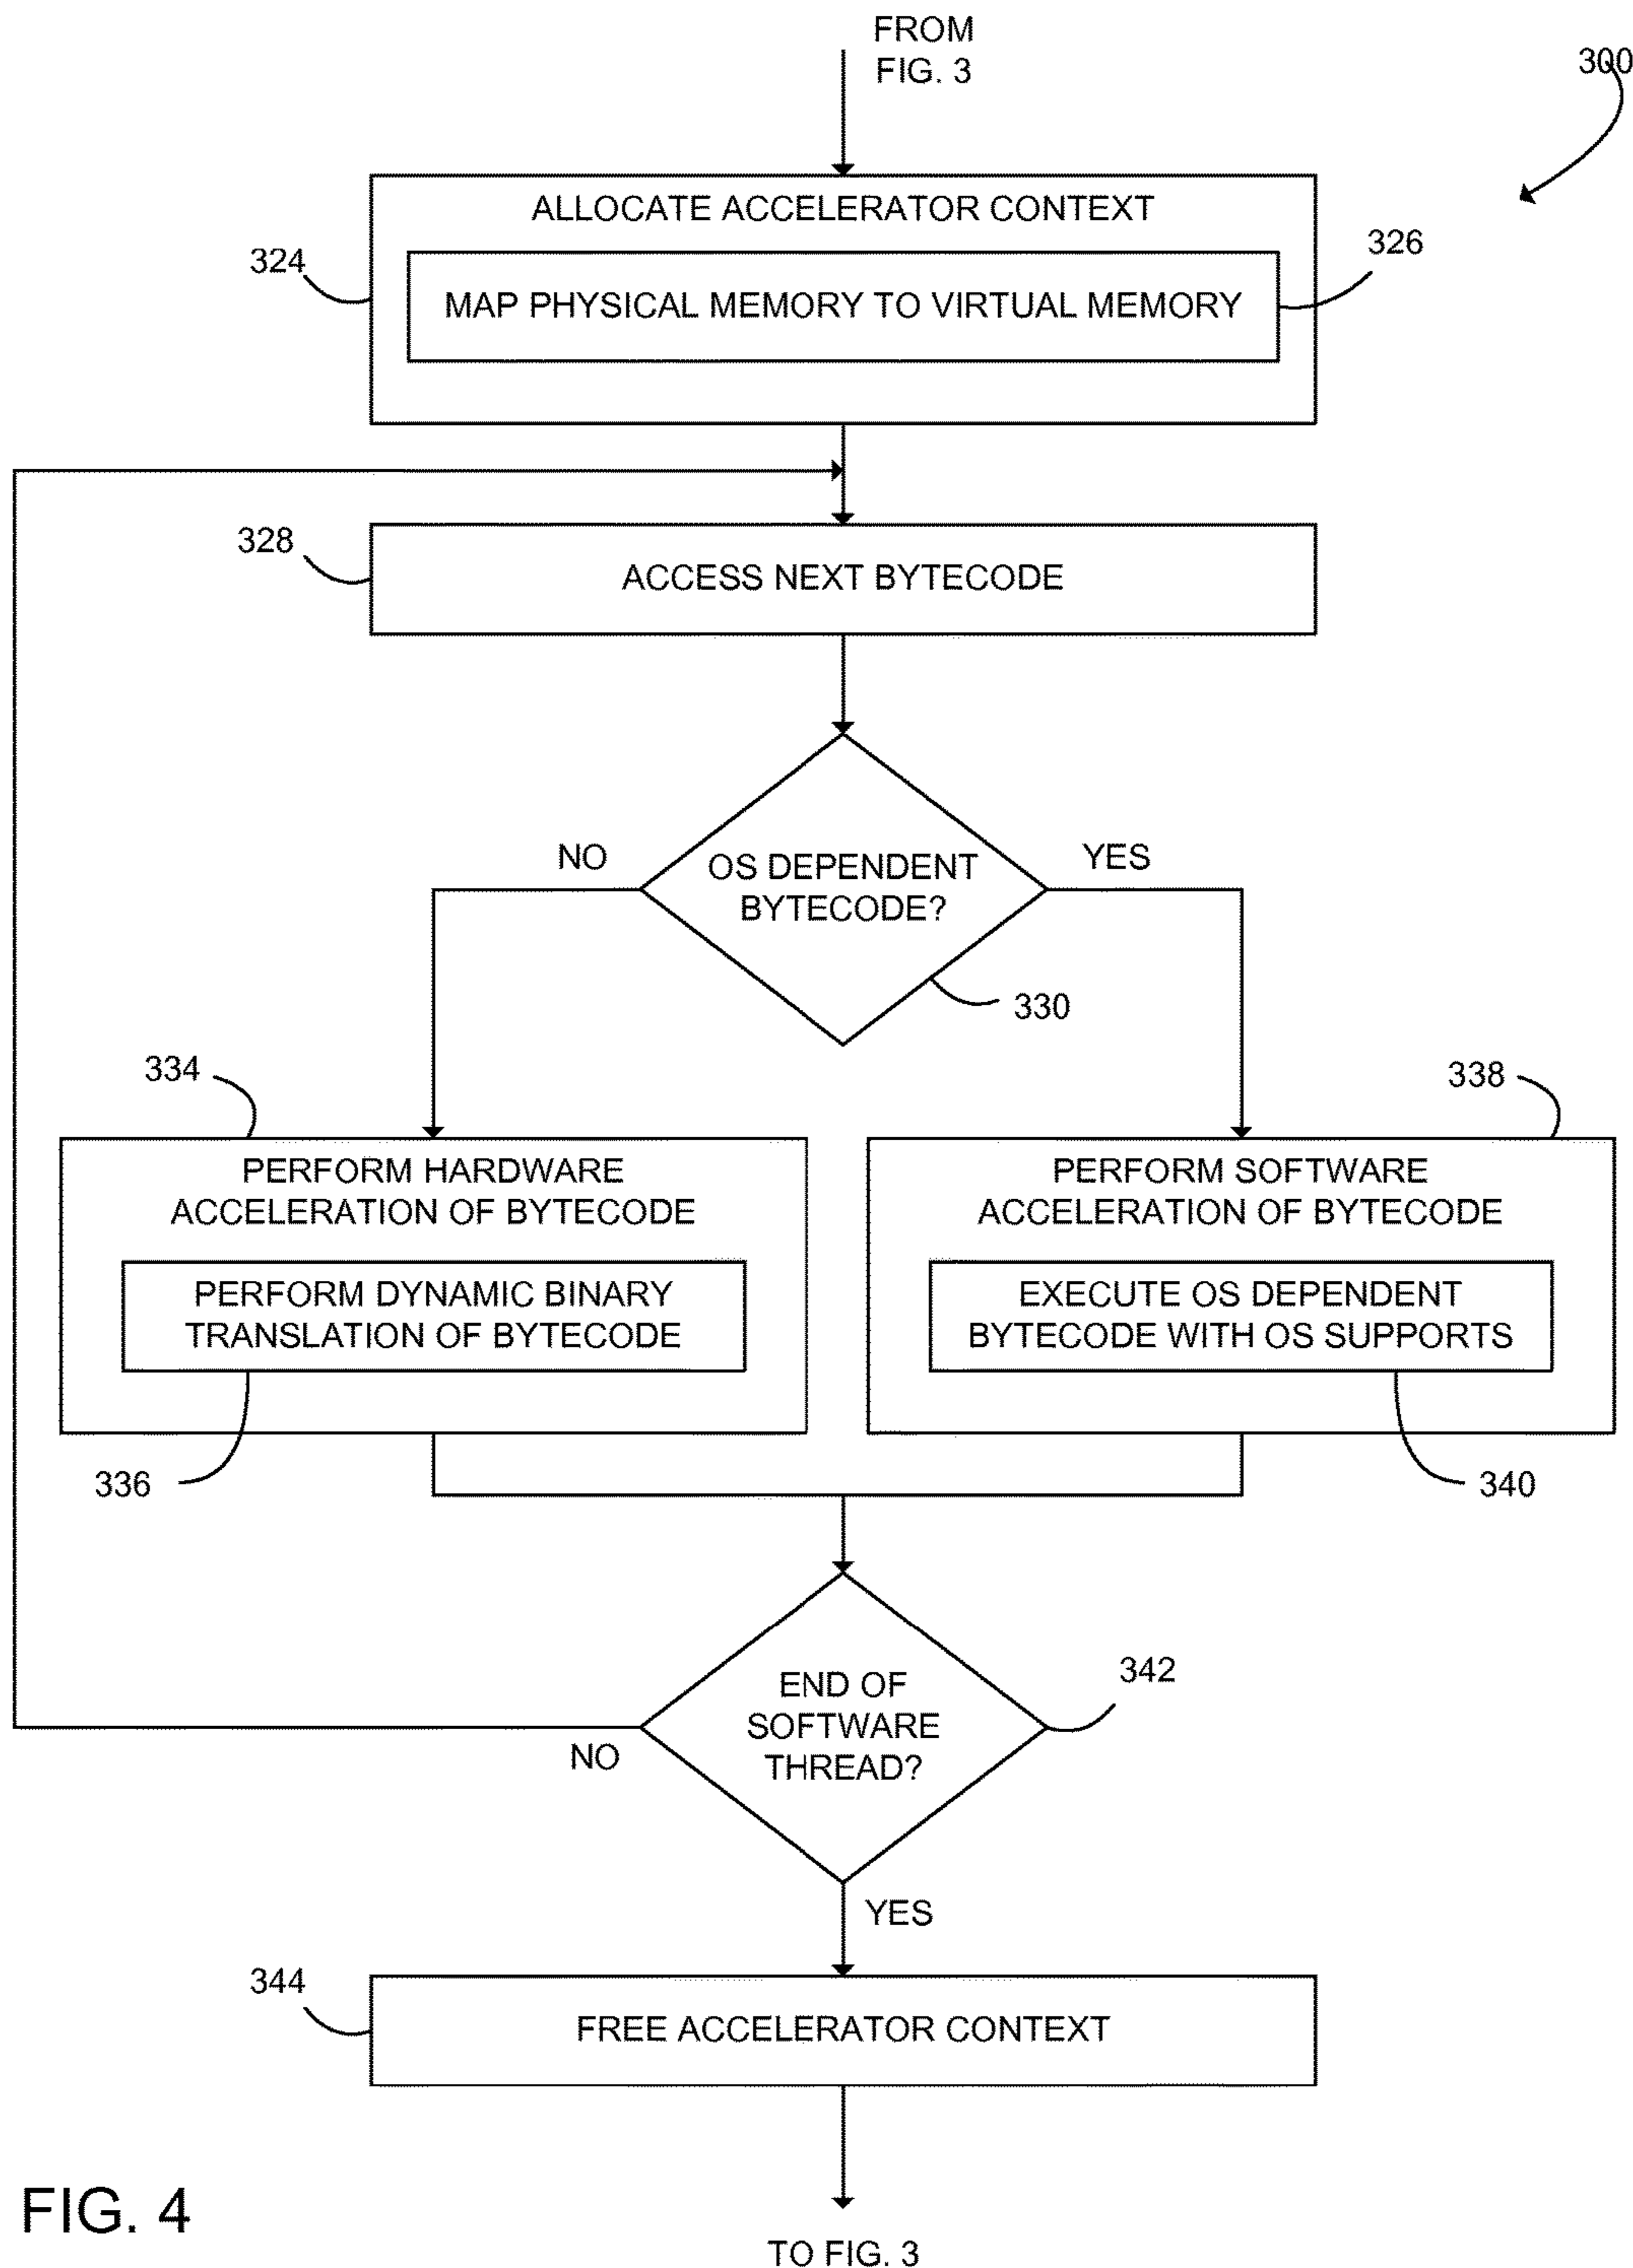 FROM
FIG. 3
300
ALLOCATE ACCELERATOR CONTEXT
324
326
MAP PHYSICAL MEMORY TO VIRTUAL MEMORY
328
ACCESS NEXT BYTECODE
NO
YES
OS DEPENDENT
BYTECODE?
330
334
338
PERFORM HARDWARE
ACCELERATION OF BYTECODE
PERFORM DYNAMIC BINARY
TRANSLATION OF BYTECODE
336
PERFORM SOFTWARE
ACCELERATION OF BYTECODE
EXECUTE OS DEPENDENT
BYTECODE WITH OS SUPPORTS
340
END OF
SOFTWARE
THREAD?
342
NO
YES
344
FREE ACCELERATOR CONTEXT
FIG. 4
TO FIG. 3